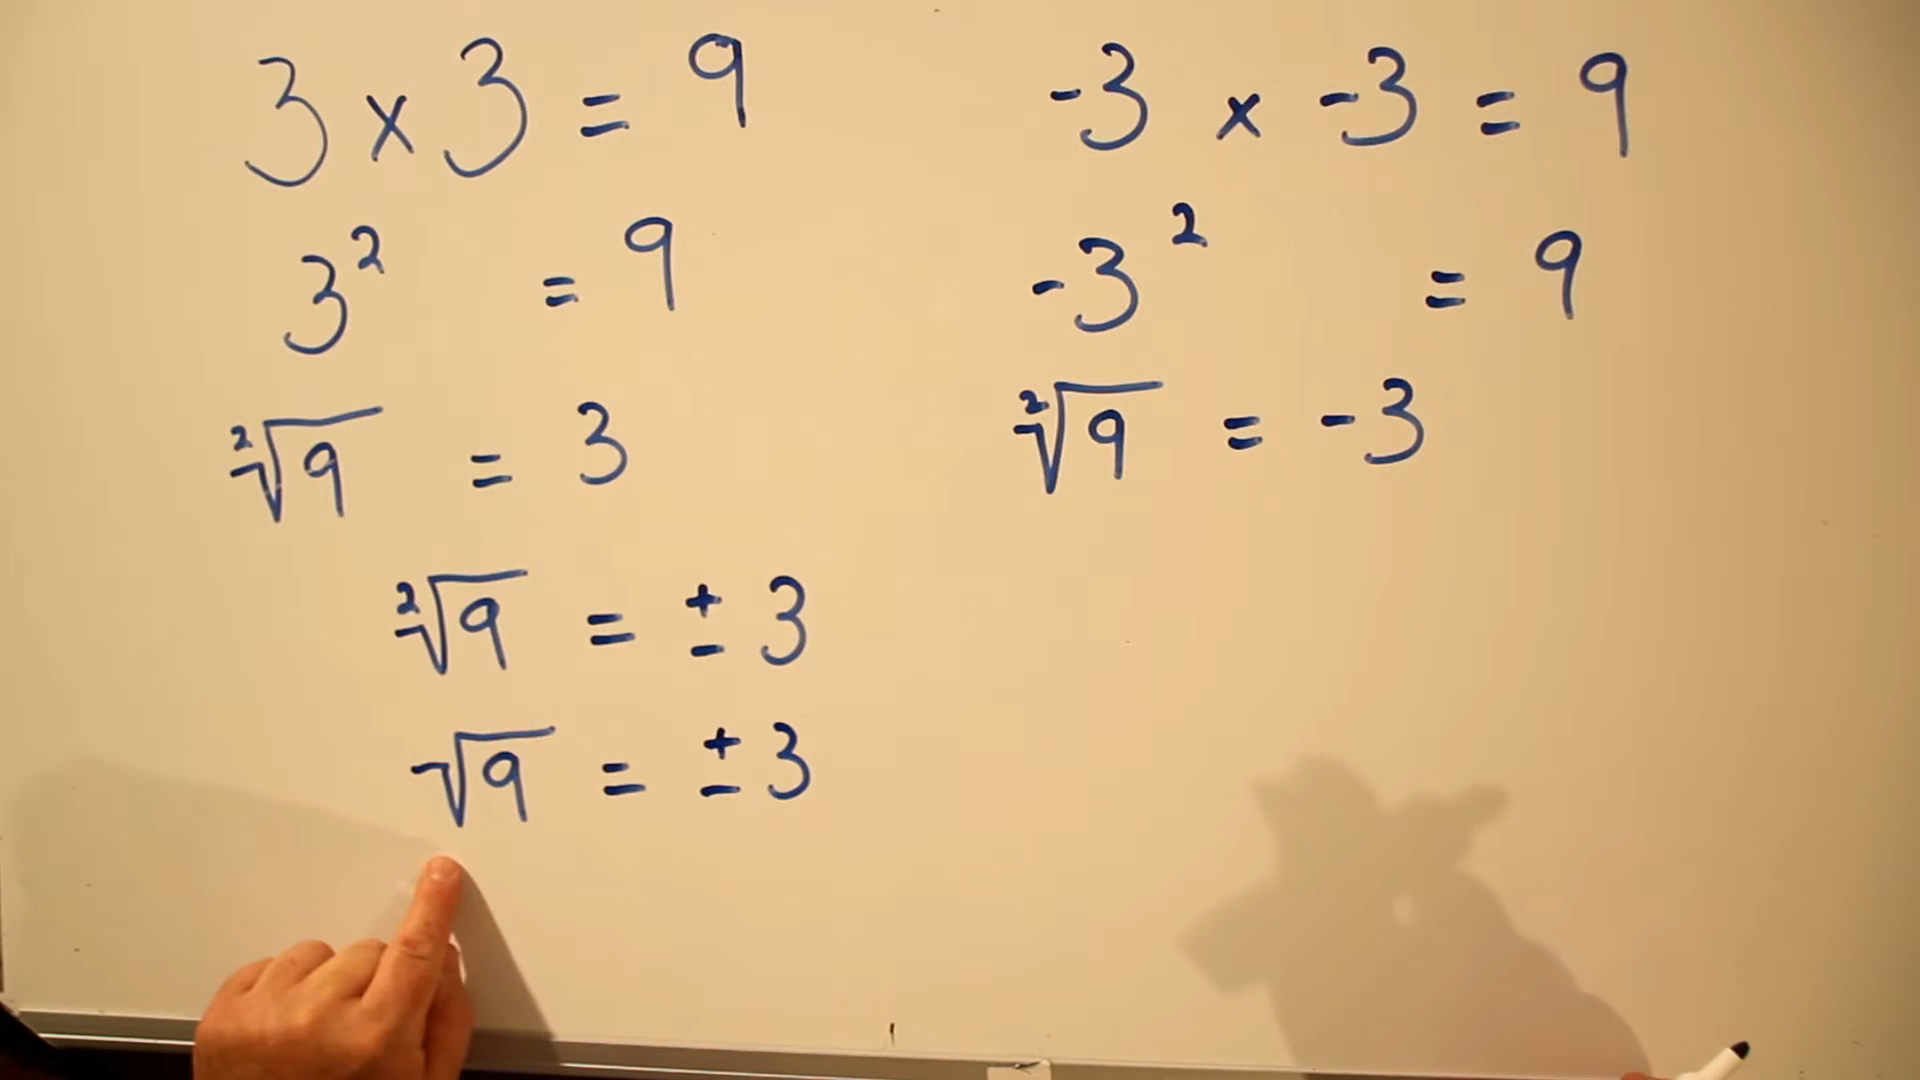 3 × 3 = 9
3² = 9
²√9 = 3
²√9 = ± 3
√9 = ± 3
-3 × -3 = 9
-3² = 9
²√9 = -3